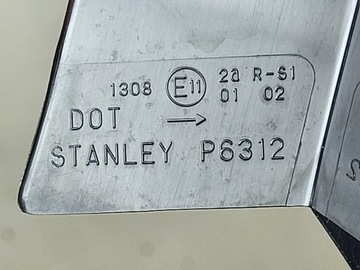 1308 E11 2a R-S1
01 02
DOT →
STANLEY P6312